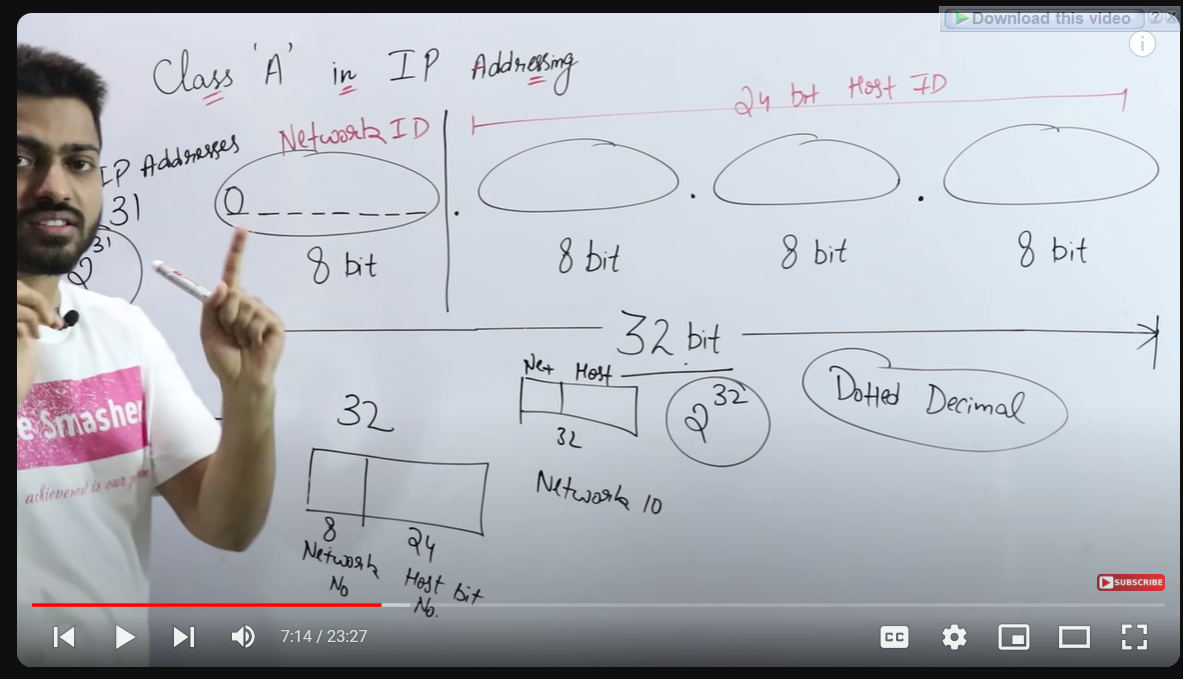 Download this video
Class 'A' in IP Addressing
24 bit Host ID
IP Addresses
Network ID
31
0 _ _ _ _ _ _ _ . . .
2^31
8 bit
8 bit
8 bit
8 bit
32 bit
Net Host
32
2^32
Dotted Decimal
32
Network ID
8
24
Network No
Host bit No.
e Smasher
achievement is our
SUBSCRIBE
7:14 / 23:27
CC